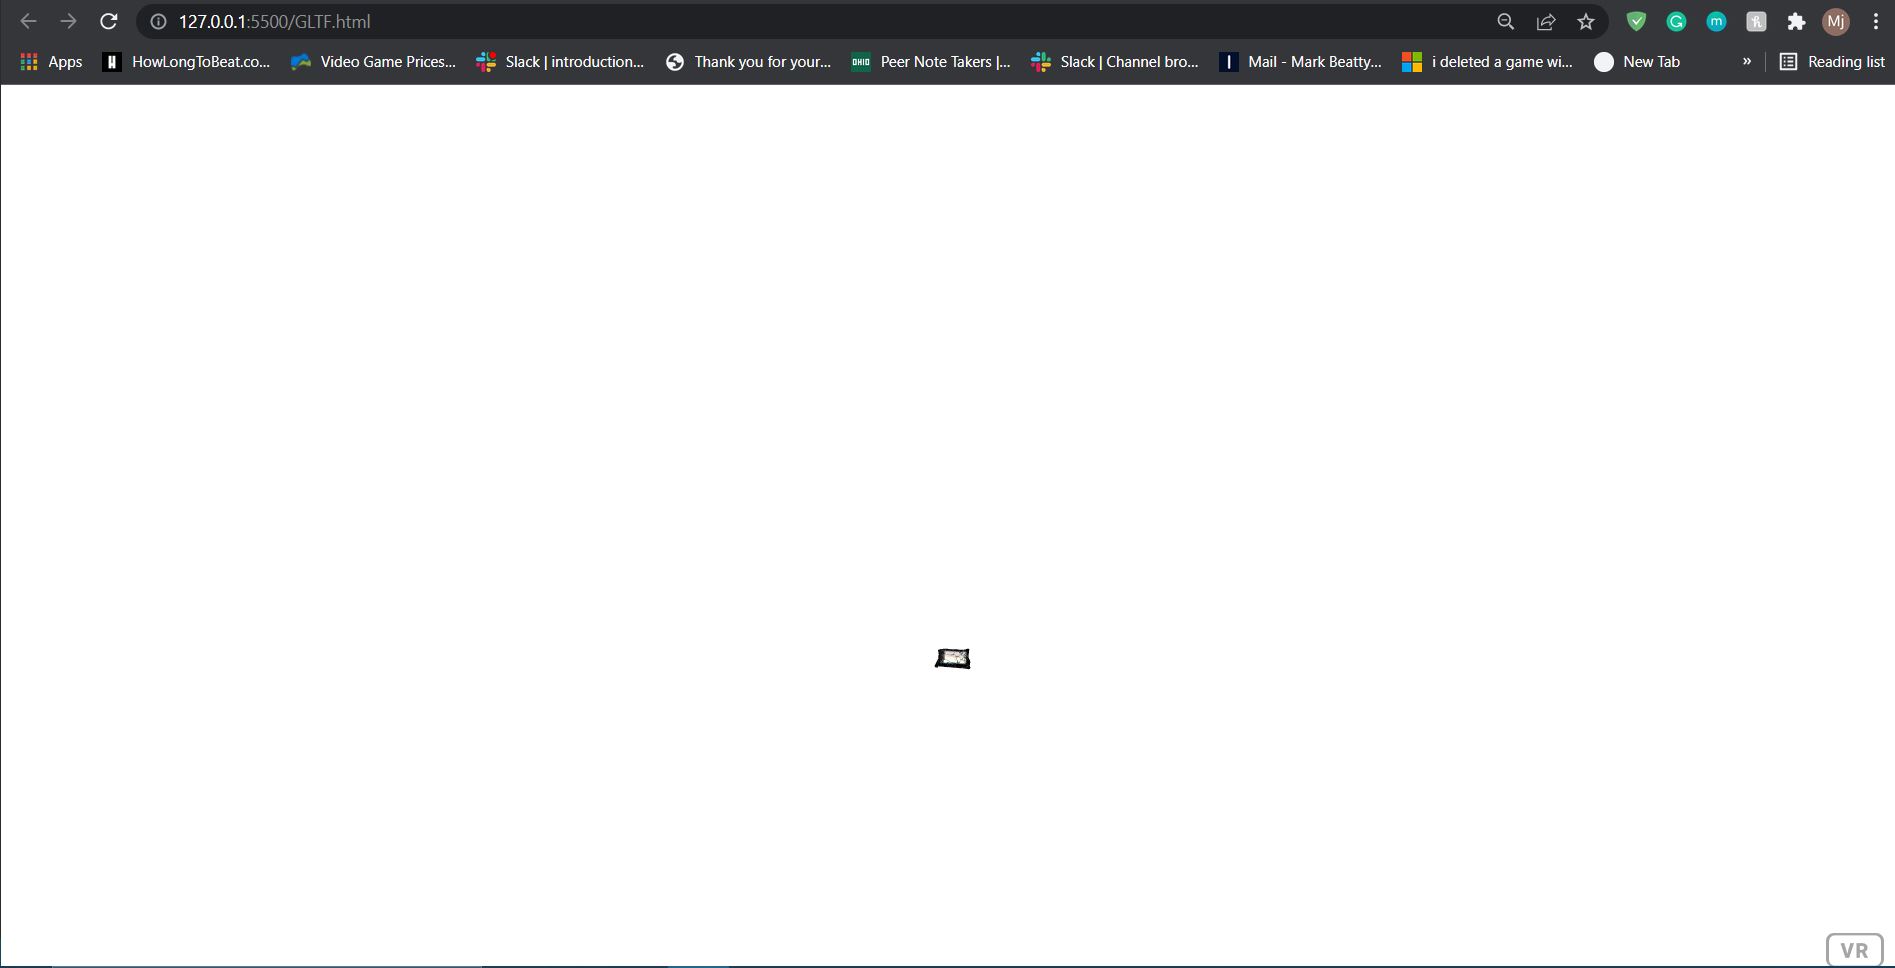 127.0.0.1:5500/GLTF.html
Mj
Apps HowLongToBeat.co... Video Game Prices... Slack | introduction... Thank you for your... OHIO Peer Note Takers |... Slack | Channel bro... Mail - Mark Beatty... i deleted a game wi... New Tab » Reading list
VR